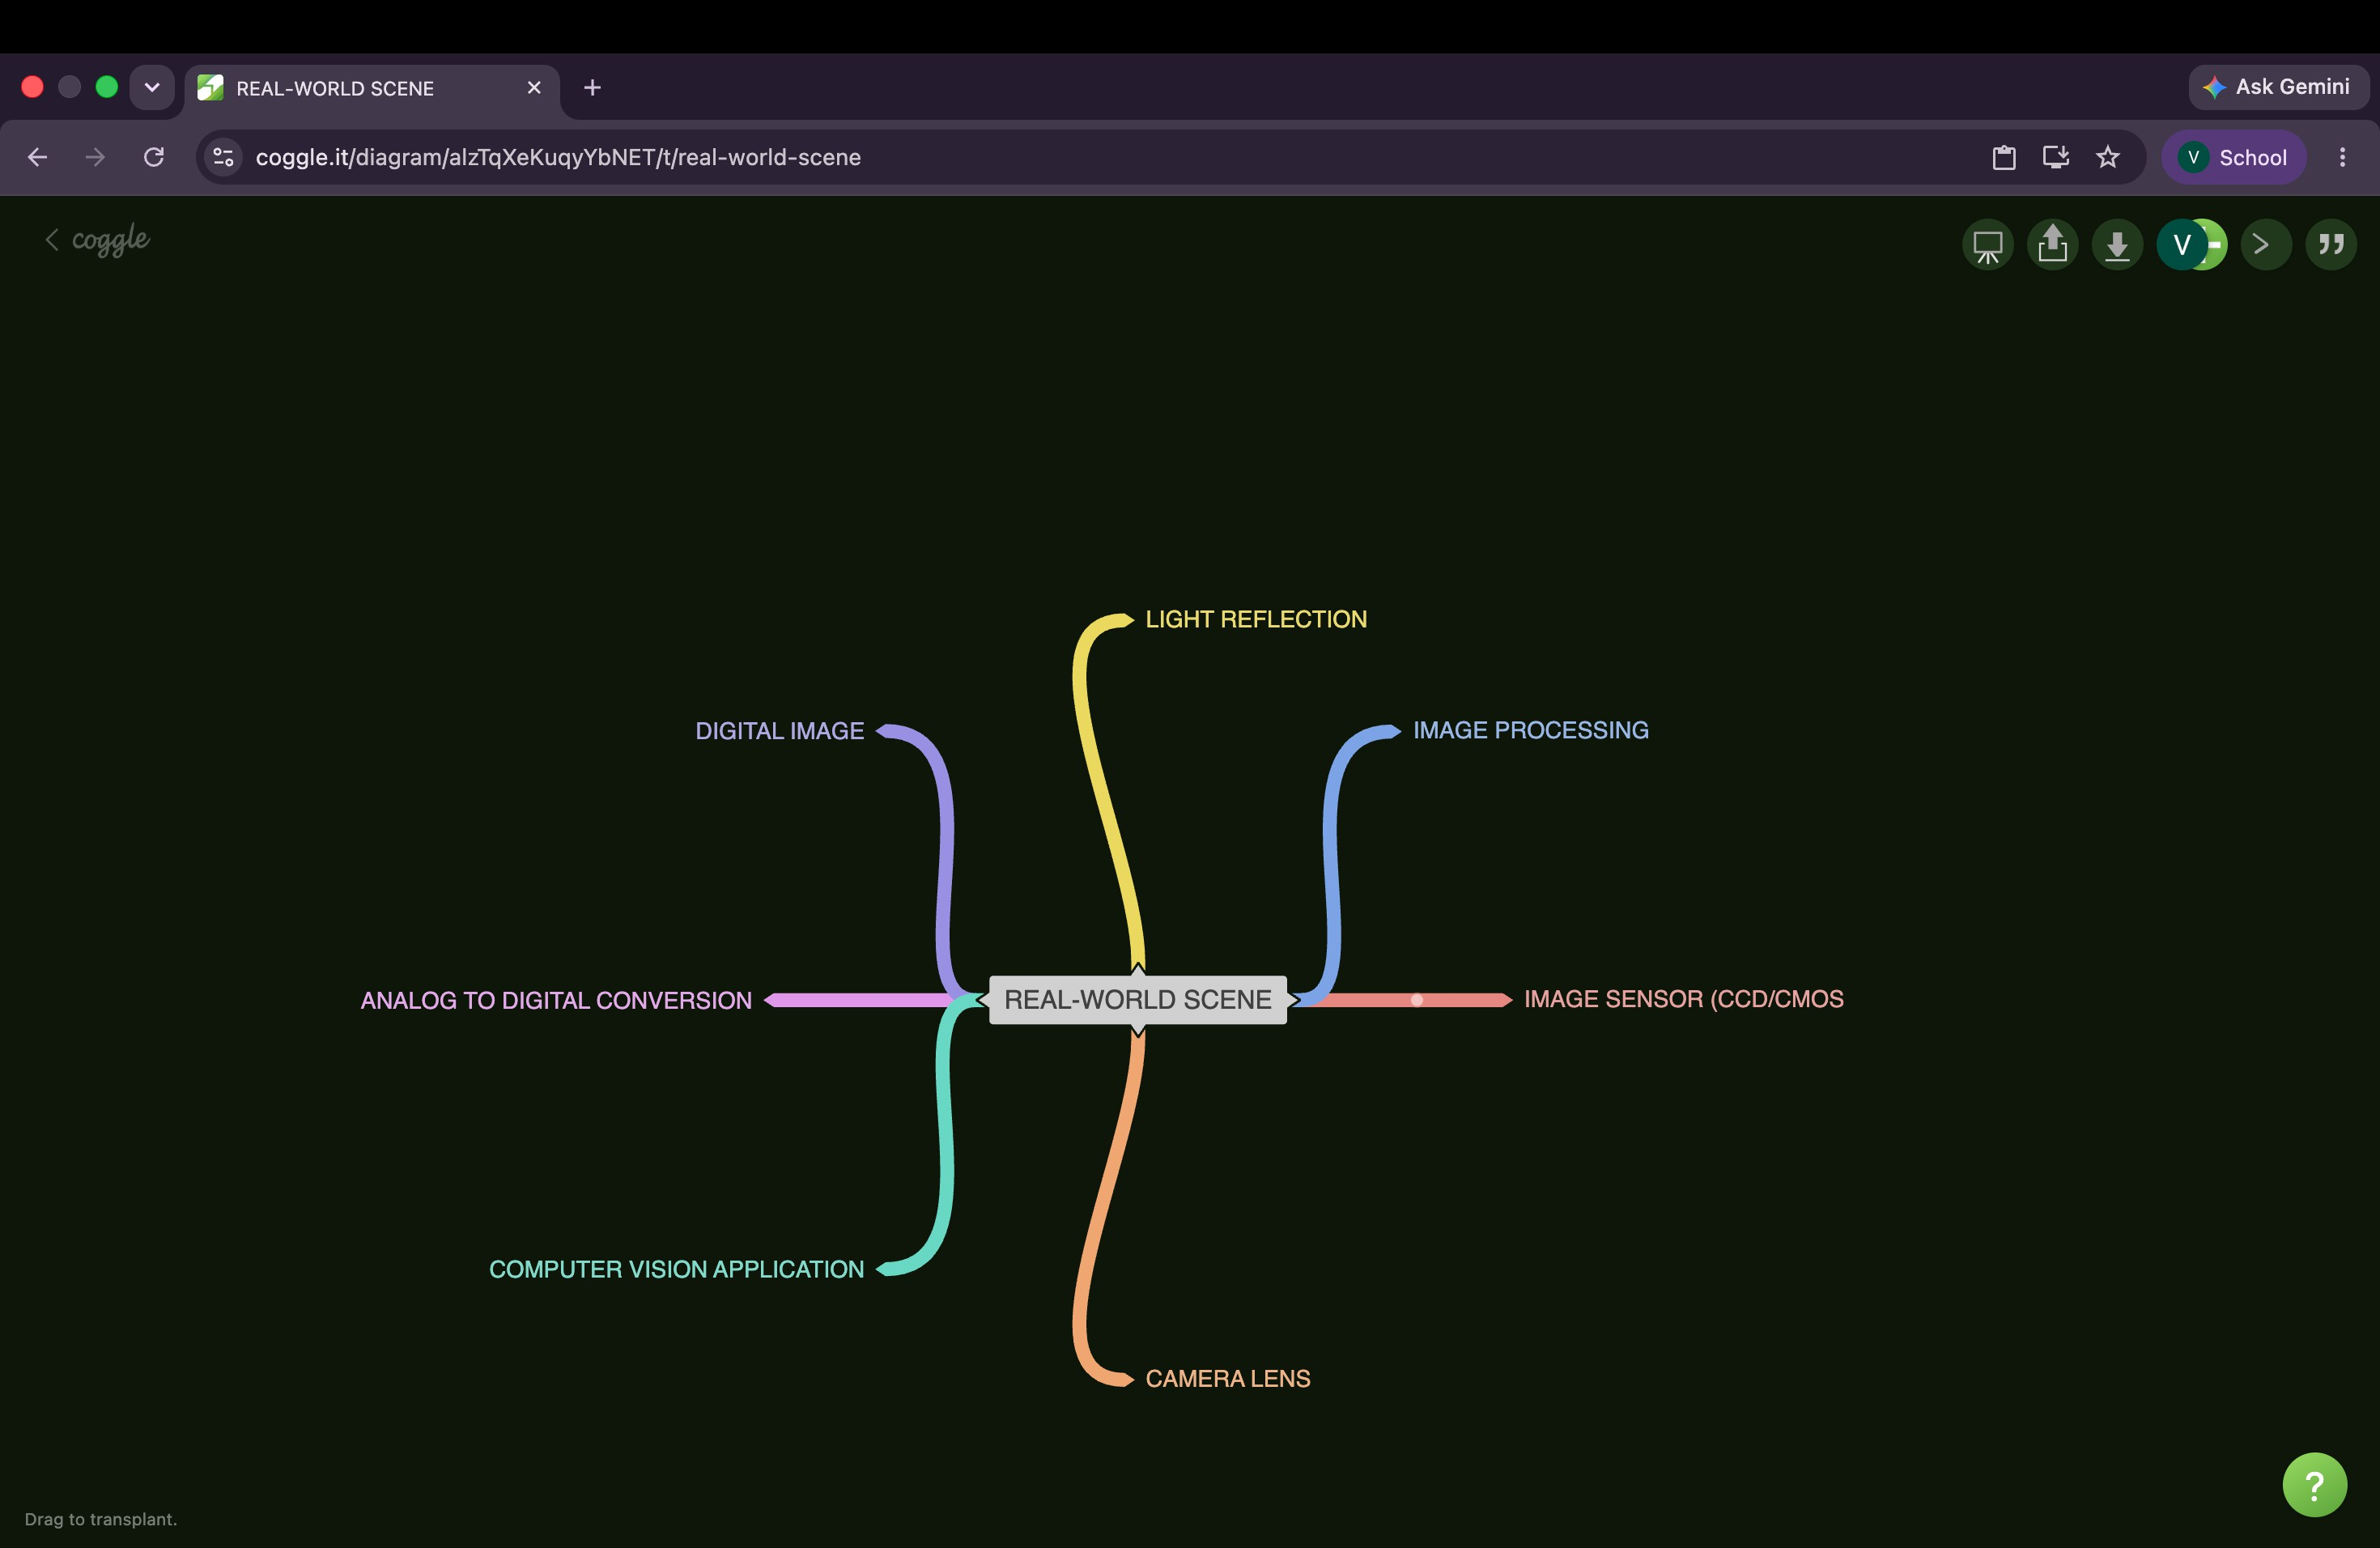 REAL-WORLD SCENE
Ask Gemini
coggle.it/diagram/alzTqXeKuqyYbNET/t/real-world-scene
V School
coggle
V
LIGHT REFLECTION
DIGITAL IMAGE
IMAGE PROCESSING
ANALOG TO DIGITAL CONVERSION
REAL-WORLD SCENE
IMAGE SENSOR (CCD/CMOS
COMPUTER VISION APPLICATION
CAMERA LENS
?
Drag to transplant.